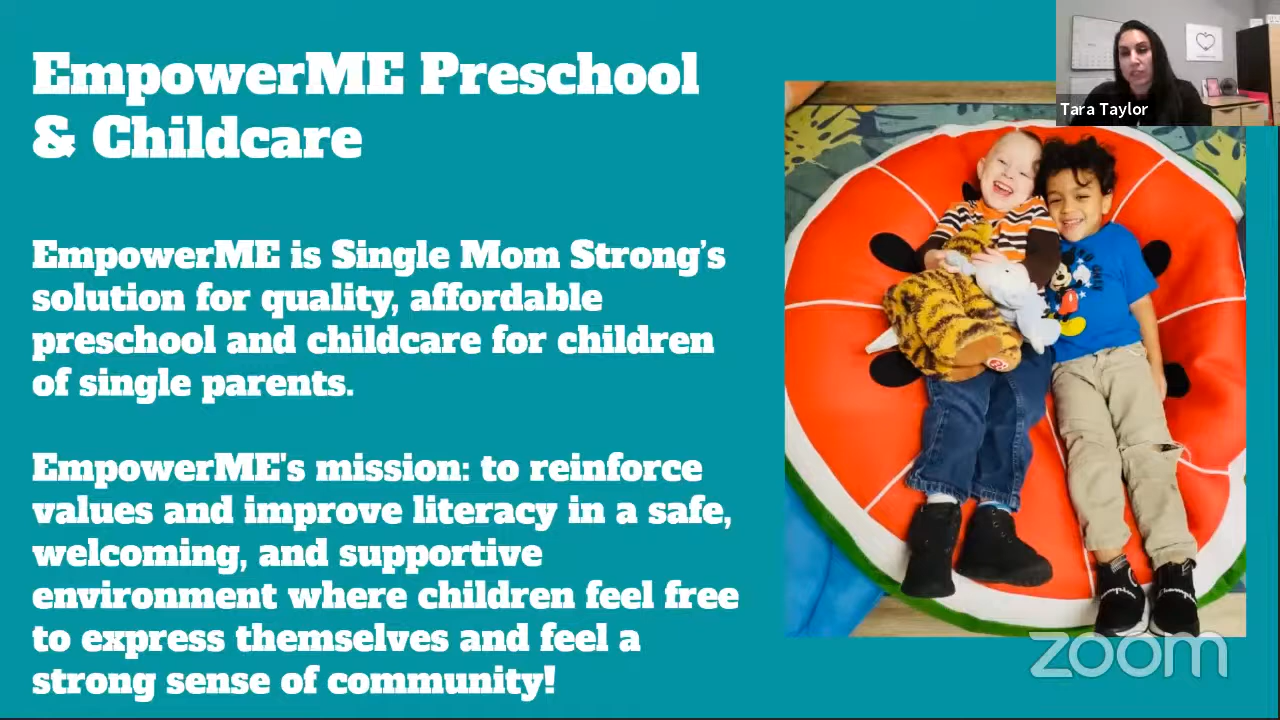 EmpowerME Preschool
& Childcare
EmpowerME is Single Mom Strong’s
solution for quality, affordable
preschool and childcare for children
of single parents.
EmpowerME's mission: to reinforce
values and improve literacy in a safe,
welcoming, and supportive
environment where children feel free
to express themselves and feel a
strong sense of community!
Tara Taylor
zoom